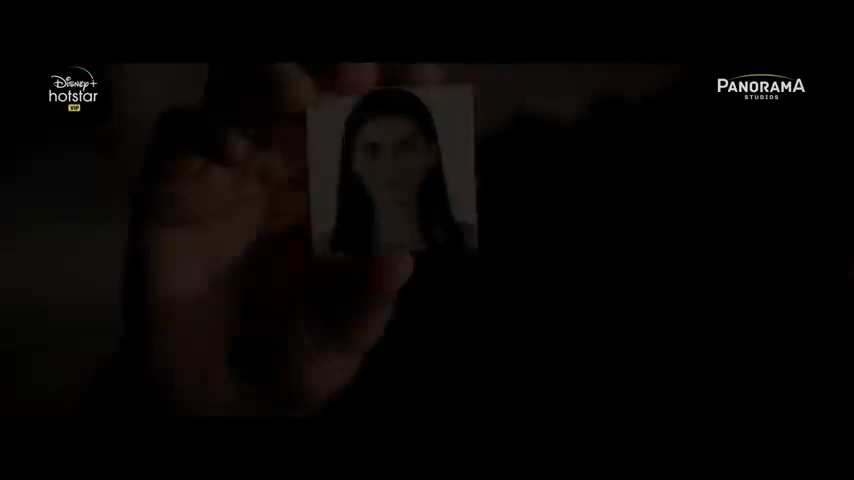 Disney+
hotstar
VIP
PANORAMA
STUDIOS